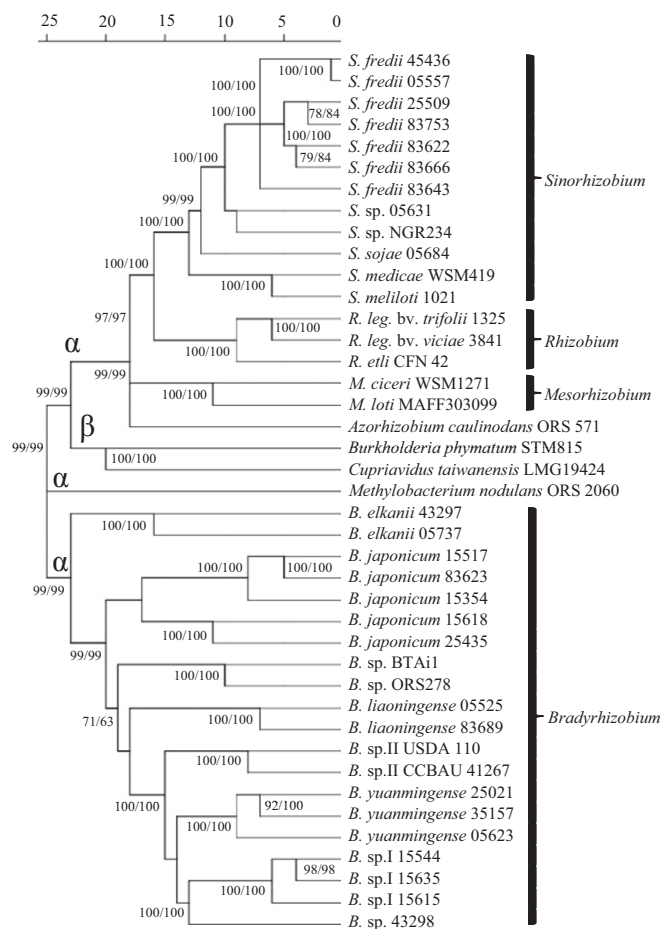 25 20 15 10 5 0
S. fredii 45436
100/100
S. fredii 05557
100/100
S. fredii 25509
100/100
78/84
S. fredii 83753
100/100
S. fredii 83622
79/84
S. fredii 83666
100/100
S. fredii 83643
Sinorhizobium
99/99
S. sp. 05631
100/100
S. sp. NGR234
S. sojae 05684
100/100
S. medicae WSM419
100/100
S. meliloti 1021
97/97
R. leg. bv. trifolii 1325
100/100
R. leg. bv. viciae 3841
Rhizobium
α
100/100
R. etli CFN 42
99/99
M. ciceri WSM1271
99/99
Mesorhizobium
100/100
M. loti MAFF303099
β
Azorhizobium caulinodans ORS 571
99/99
Burkholderia phymatum STM815
100/100
Cupriavidus taiwanensis LMG19424
α
Methylobacterium nodulans ORS 2060
B. elkanii 43297
100/100
B. elkanii 05737
α
99/99
B. japonicum 15517
100/100
100/100
B. japonicum 83623
B. japonicum 15354
B. japonicum 15618
100/100
B. japonicum 25435
99/99
B. sp. BTAi1
100/100
B. sp. ORS278
B. liaoningense 05525
71/63
100/100
B. liaoningense 83689
Bradyrhizobium
B. sp.II USDA 110
100/100
B. sp.II CCBAU 41267
100/100
B. yuanmingense 25021
92/100
B. yuanmingense 35157
100/100
B. yuanmingense 05623
B. sp.I 15544
98/98
B. sp.I 15635
100/100
B. sp.I 15615
100/100
B. sp. 43298